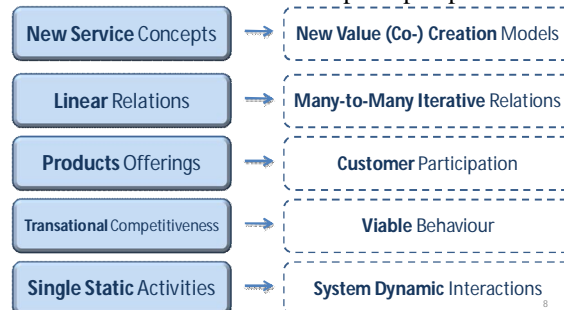 New Service Concepts
New Value (Co-) Creation Models
Linear Relations
Many-to-Many Iterative Relations
Products Offerings
Customer Participation
Transational Competitiveness
Viable Behaviour
Single Static Activities
System Dynamic Interactions
8